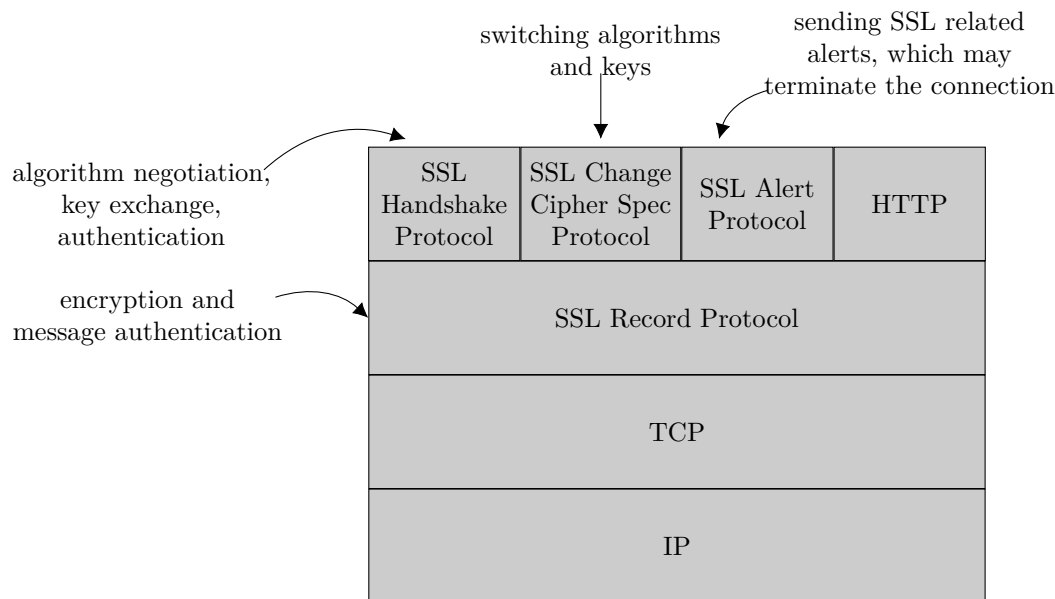 switching algorithms
and keys
sending SSL related
alerts, which may
terminate the connection
algorithm negotiation,
key exchange,
authentication
SSL
Handshake
Protocol
SSL Change
Cipher Spec
Protocol
SSL Alert
Protocol
HTTP
encryption and
message authentication
SSL Record Protocol
TCP
IP